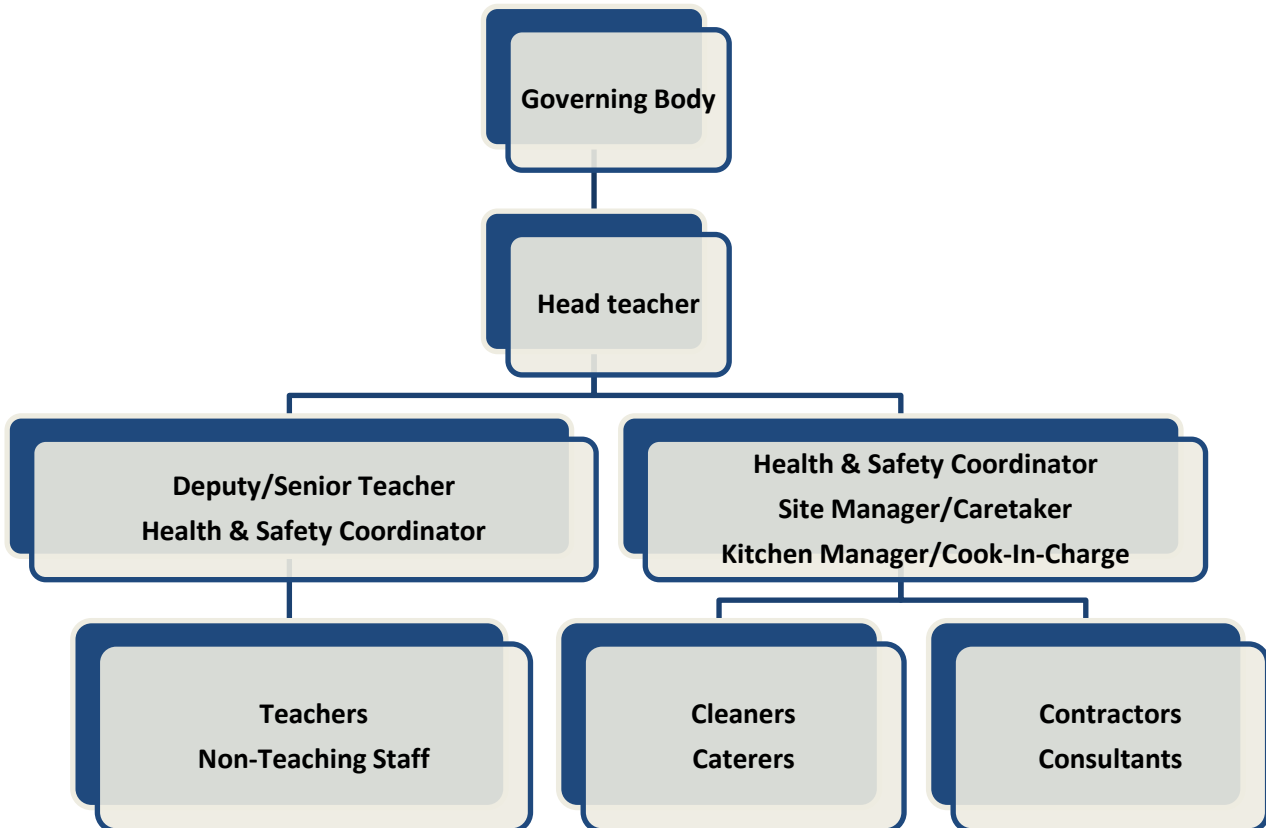 Governing Body
Head teacher
Deputy/Senior Teacher
Health & Safety Coordinator
Health & Safety Coordinator
Site Manager/Caretaker
Kitchen Manager/Cook-In-Charge
Teachers
Non-Teaching Staff
Cleaners
Caterers
Contractors
Consultants